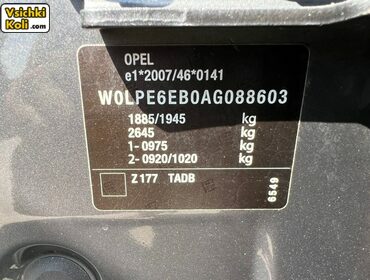 Vsichki
Koli.com
OPEL
e1*2007/46*0141
W0LPE6EB0AG088603
1885/1945 kg
2645 kg
1-0975 kg
2-0920/1020 kg
Z177 TADB
6549